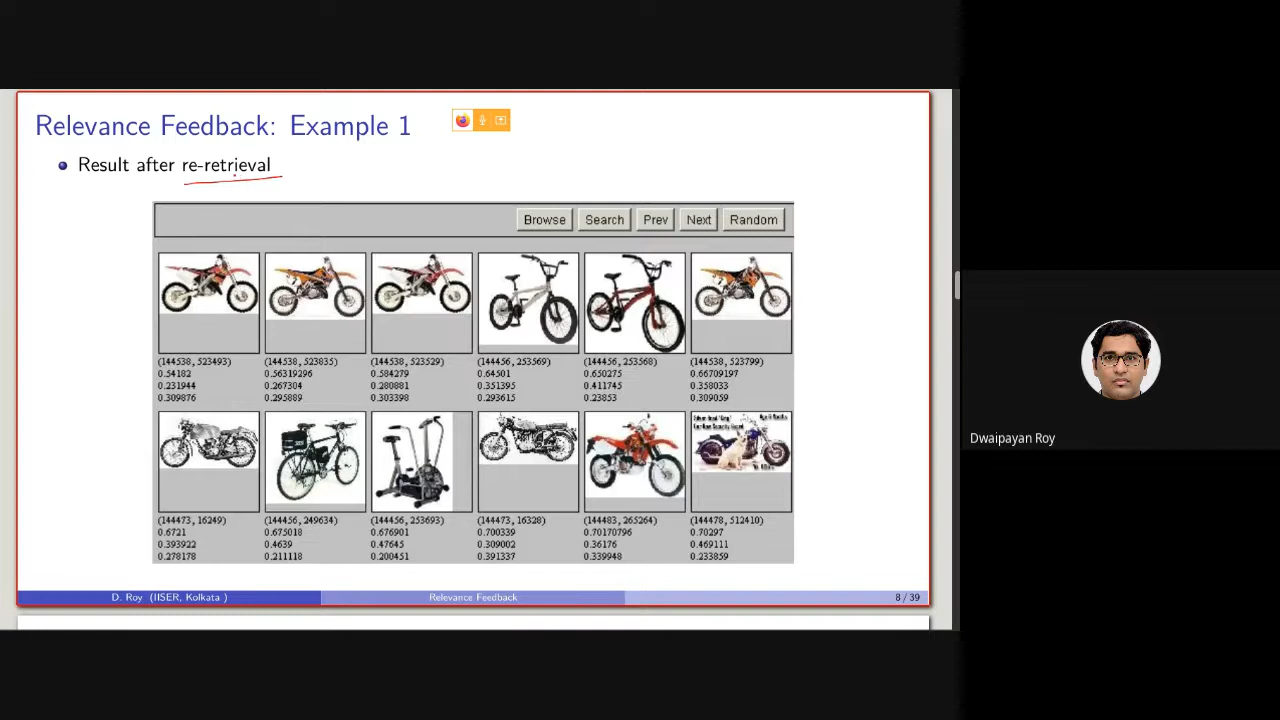 Relevance Feedback: Example 1
Result after re-retrieval
Browse Search Prev Next Random
(144538, 523493) (144538, 523835) (144538, 523529) (144456, 253569) (144456, 253568) (144538, 523799)
0.54182 0.56319296 0.584279 0.64501 0.650275 0.66709197
0.231944 0.267304 0.280881 0.351395 0.411745 0.358033
0.309876 0.295889 0.303398 0.293615 0.23853 0.309059
(144473, 16249) (144456, 249634) (144456, 253693) (144473, 16328) (144483, 265264) (144478, 512410)
0.6721 0.675018 0.676901 0.700339 0.70170796 0.70297
0.393922 0.4639 0.47645 0.309002 0.36176 0.469111
0.278178 0.211118 0.200451 0.391337 0.339948 0.233859
D. Roy (IISER, Kolkata ) Relevance Feedback 8 / 39
Dwaipayan Roy